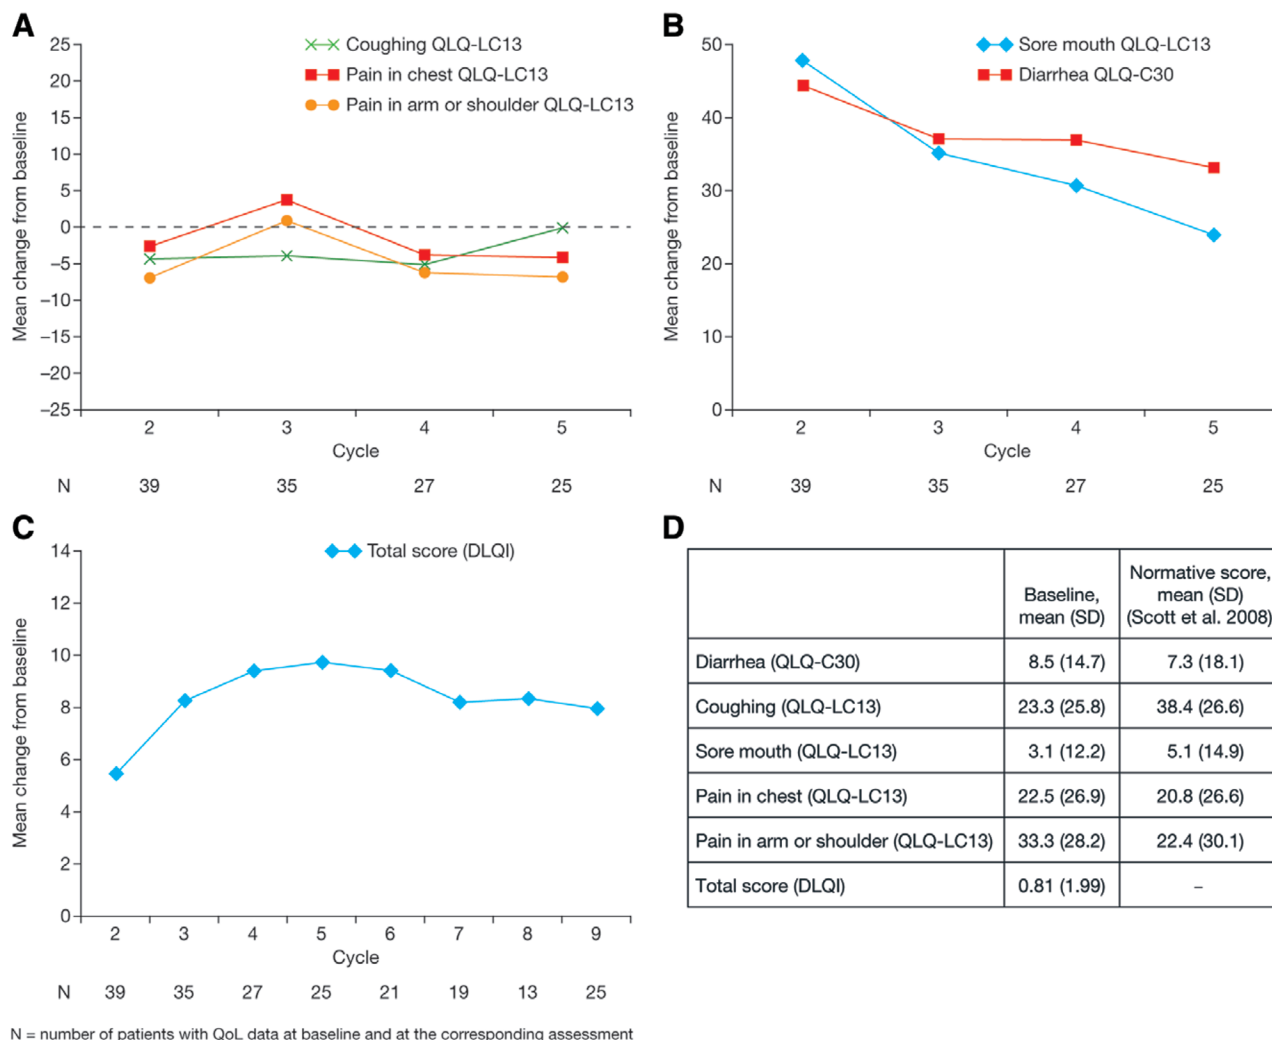 A
25
20
15
10
5
0
–5
–10
–15
–20
–25
Mean change from baseline
Coughing QLQ-LC13
Pain in chest QLQ-LC13
Pain in arm or shoulder QLQ-LC13
2 3 4 5
Cycle
N 39 35 27 25
B
50
40
30
20
10
0
Mean change from baseline
Sore mouth QLQ-LC13
Diarrhea QLQ-C30
2 3 4 5
Cycle
N 39 35 27 25
C
14
12
10
8
6
4
2
0
Mean change from baseline
Total score (DLQI)
2 3 4 5 6 7 8 9
Cycle
N 39 35 27 25 21 19 13 25
D
Baseline,
mean (SD)
Normative score,
mean (SD)
(Scott et al. 2008)
Diarrhea (QLQ-C30) 8.5 (14.7) 7.3 (18.1)
Coughing (QLQ-LC13) 23.3 (25.8) 38.4 (26.6)
Sore mouth (QLQ-LC13) 3.1 (12.2) 5.1 (14.9)
Pain in chest (QLQ-LC13) 22.5 (26.9) 20.8 (26.6)
Pain in arm or shoulder (QLQ-LC13) 33.3 (28.2) 22.4 (30.1)
Total score (DLQI) 0.81 (1.99) –
N = number of patients with QoL data at baseline and at the corresponding assessment